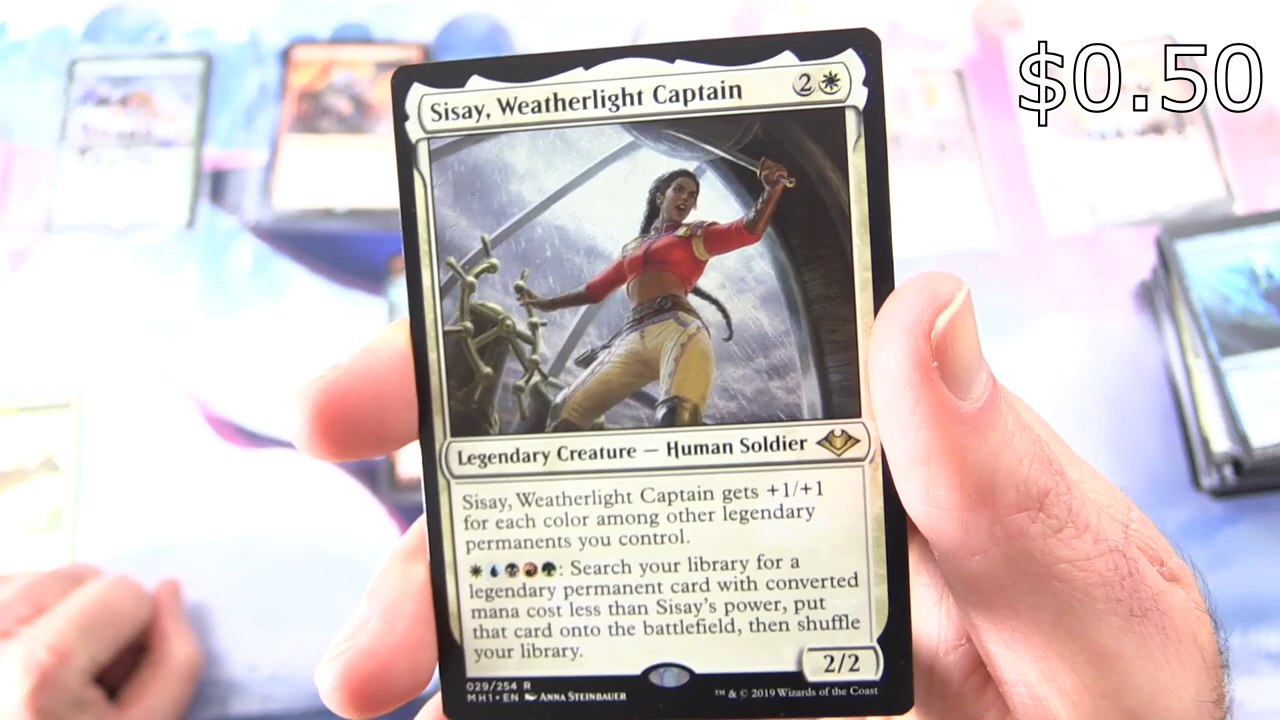 $0.50
Sisay, Weatherlight Captain 2
Legendary Creature — Human Soldier
Sisay, Weatherlight Captain gets +1/+1
for each color among other legendary
permanents you control.
: Search your library for a
legendary permanent card with converted
mana cost less than Sisay's power, put
that card onto the battlefield, then shuffle
your library.
2/2
029/254 R
MH1 • EN Anna Steinbauer
™ & © 2019 Wizards of the Coast